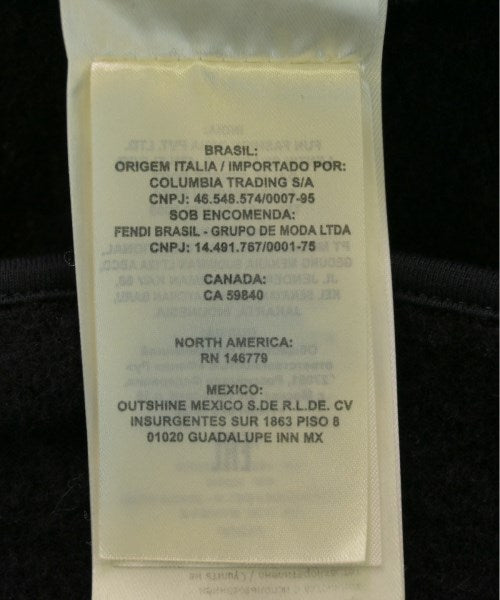 BRASIL:
ORIGEM ITALIA / IMPORTADO POR:
COLUMBIA TRADING S/A
CNPJ: 46.548.574/0007-95
SOB ENCOMENDA:
FENDI BRASIL - GRUPO DE MODA LTDA
CNPJ: 14.491.767/0001-75
CANADA:
CA 59840
NORTH AMERICA:
RN 146779
MEXICO:
OUTSHINE MEXICO S.DE R.L.DE. CV
INSURGENTES SUR 1863 PISO 8
01020 GUADALUPE INN MX